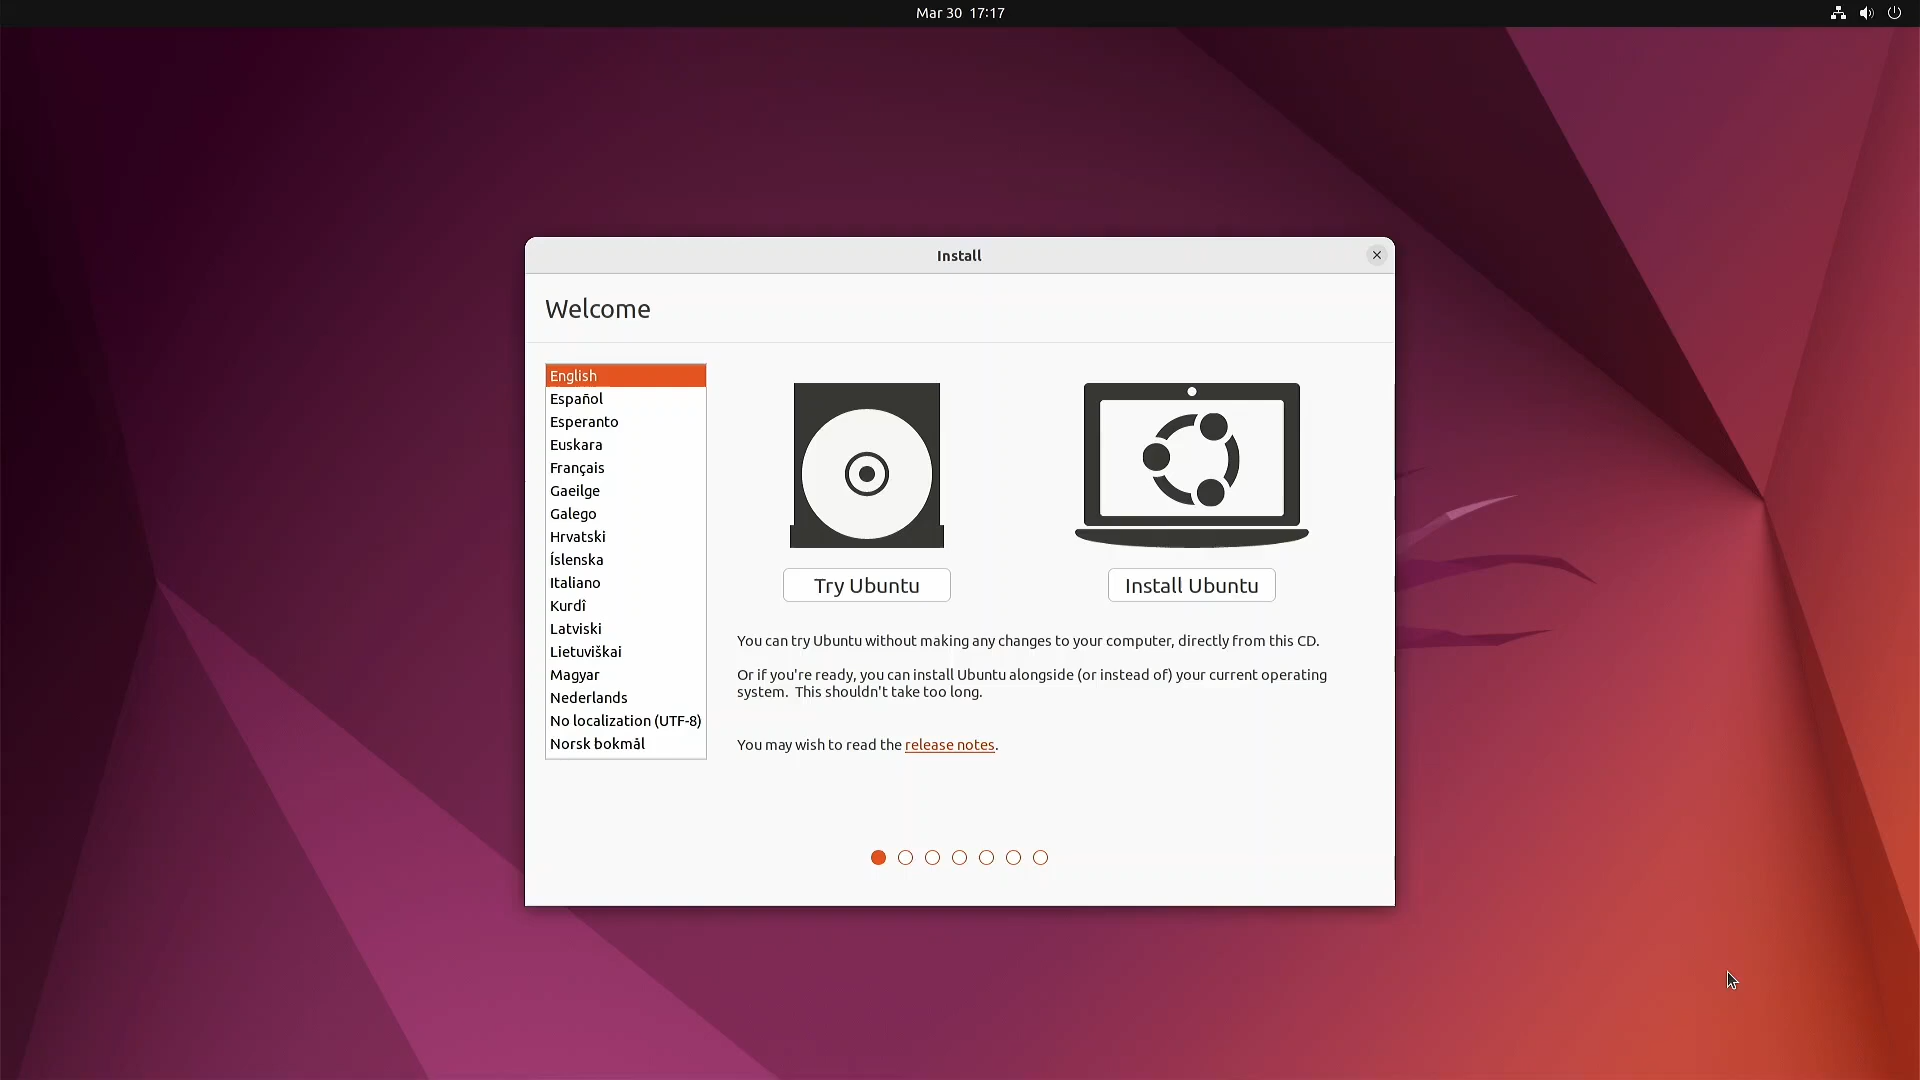 Mar 30  17:17
Install
Welcome
English
Español
Esperanto
Euskara
Français
Gaeilge
Galego
Hrvatski
Íslenska
Italiano
Kurdî
Latviski
Lietuviškai
Magyar
Nederlands
No localization (UTF-8)
Norsk bokmål
Try Ubuntu
Install Ubuntu
You can try Ubuntu without making any changes to your computer, directly from this CD.
Or if you're ready, you can install Ubuntu alongside (or instead of) your current operating
system.  This shouldn't take too long.
You may wish to read the release notes.